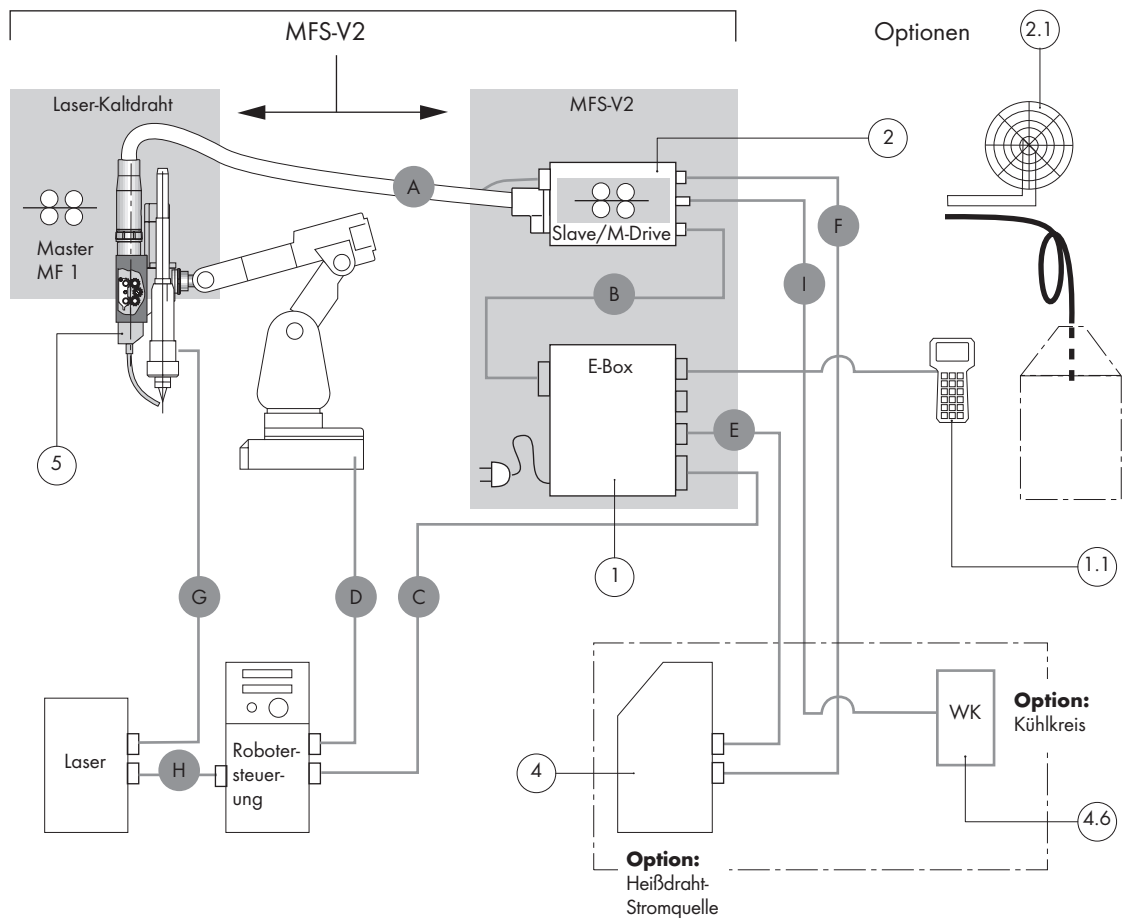 MFS-V2
Optionen
2.1
Laser-Kaltdraht
MFS-V2
2
A
Master
MF 1
Slave/M-Drive
F
I
B
E-Box
E
5
1
1.1
G
D
C
Laser
H
Roboter-
steuer-
ung
4
WK
Option:
Kühlkreis
4.6
Option:
Heißdraht-
Stromquelle